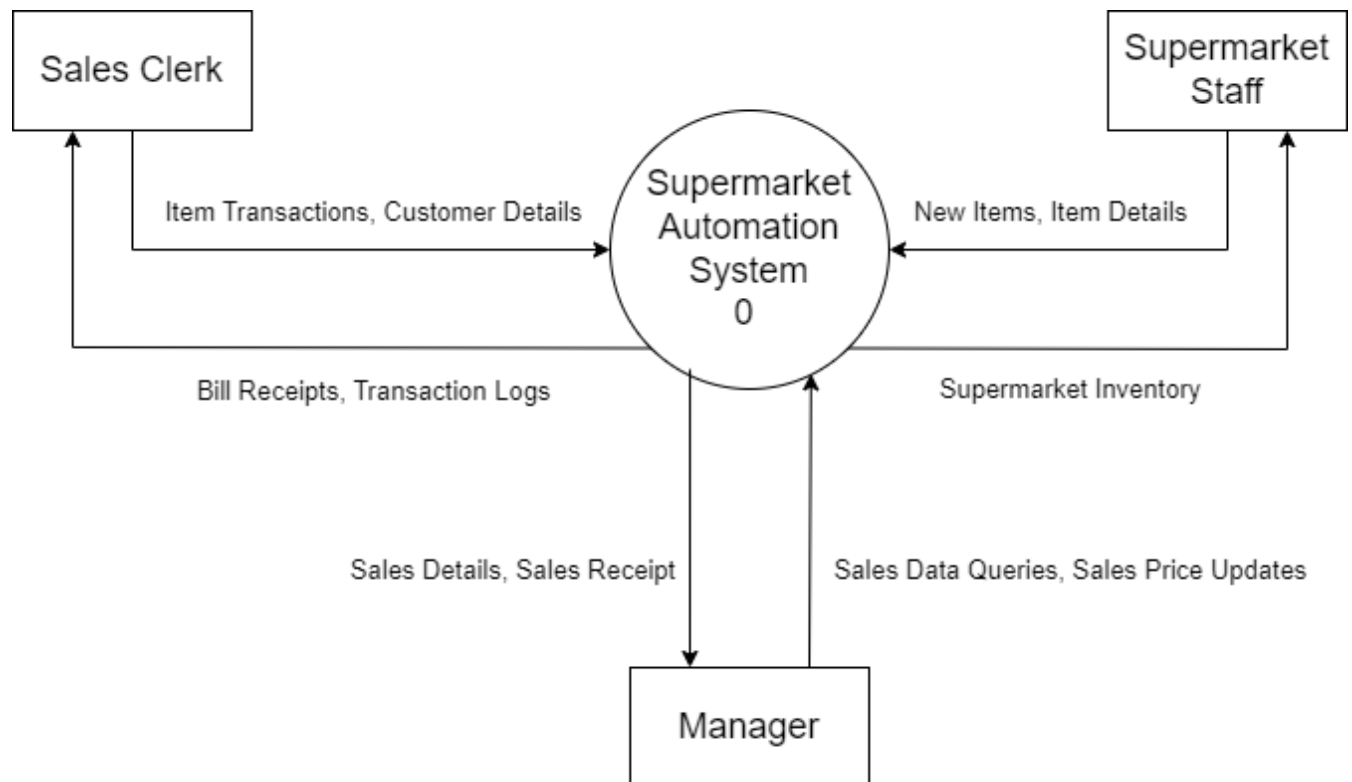 Sales Clerk
Supermarket
Staff
Supermarket
Automation
System
0
Item Transactions, Customer Details
New Items, Item Details
Bill Receipts, Transaction Logs
Supermarket Inventory
Sales Details, Sales Receipt
Sales Data Queries, Sales Price Updates
Manager